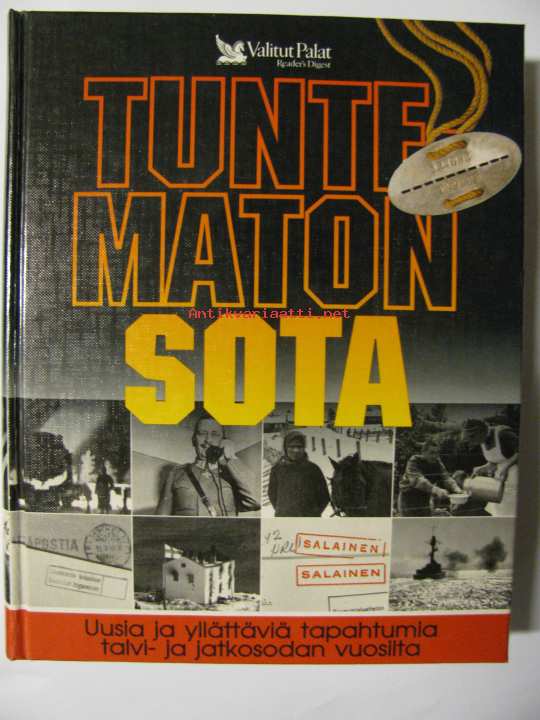 Valitut Palat
Reader's Digest
TUNTE
MATON
Antikvariaatti.net
SOTA
SALAINEN
SALAINEN
Uusia ja yllättäviä tapahtumia
talvi- ja jatkosodan vuosilta